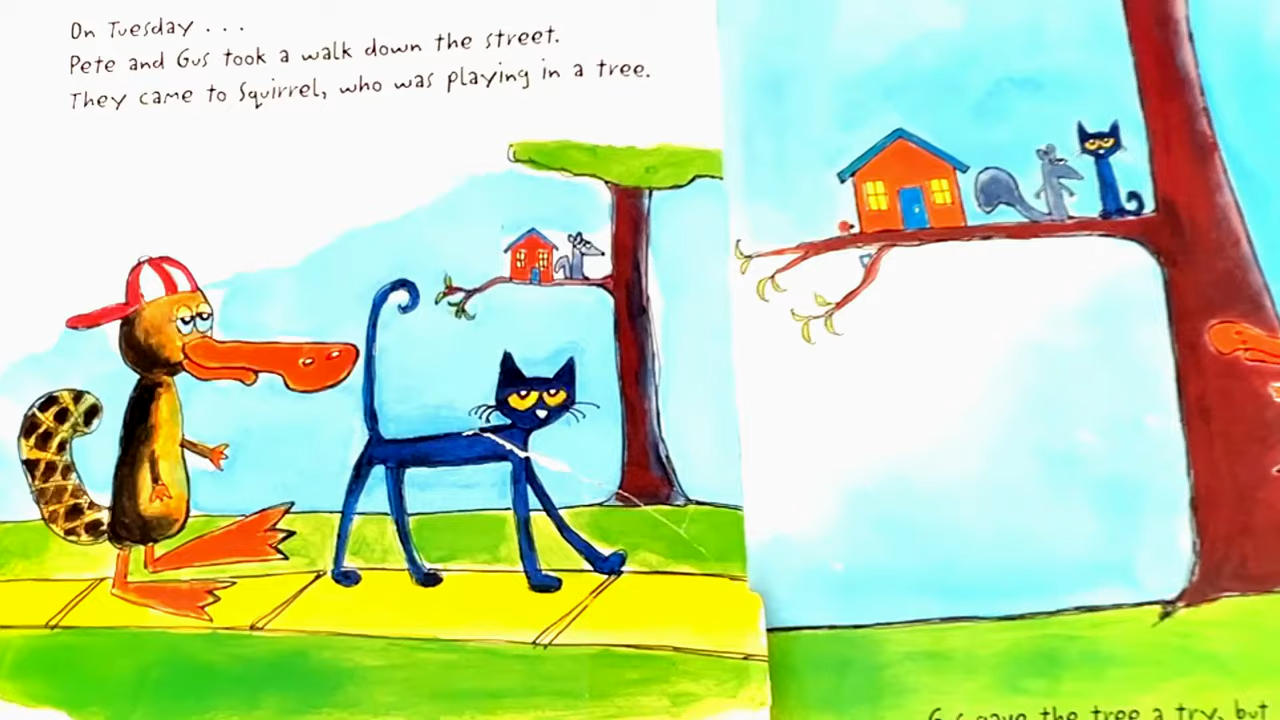 On Tuesday . . .
Pete and Gus took a walk down the street.
They came to Squirrel, who was playing in a tree.
Gus gave the tree a try, but